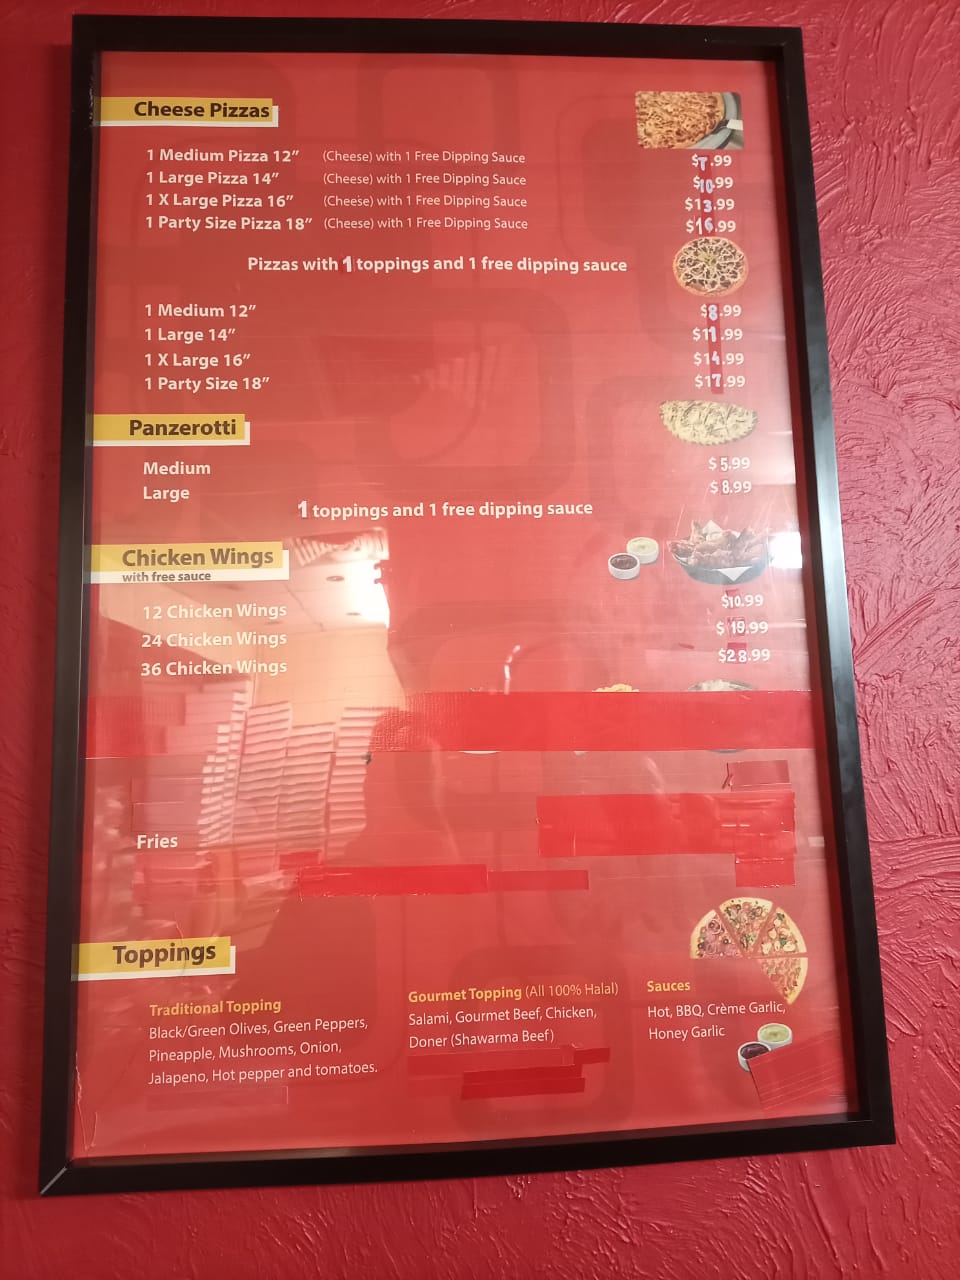 Cheese Pizzas
1 Medium Pizza 12” (Cheese) with 1 Free Dipping Sauce $7.99
1 Large Pizza 14” (Cheese) with 1 Free Dipping Sauce $10.99
1 X Large Pizza 16” (Cheese) with 1 Free Dipping Sauce $13.99
1 Party Size Pizza 18” (Cheese) with 1 Free Dipping Sauce $16.99
Pizzas with 1 toppings and 1 free dipping sauce
1 Medium 12” $8.99
1 Large 14” $11.99
1 X Large 16” $14.99
1 Party Size 18” $17.99
Panzerotti
Medium $5.99
Large $8.99
1 toppings and 1 free dipping sauce
Chicken Wings
with free sauce
12 Chicken Wings $10.99
24 Chicken Wings $19.99
36 Chicken Wings $28.99
Fries
Toppings
Traditional Topping
Black/Green Olives, Green Peppers,
Pineapple, Mushrooms, Onion,
Jalapeno, Hot pepper and tomatoes.
Gourmet Topping (All 100% Halal)
Salami, Gourmet Beef, Chicken,
Doner (Shawarma Beef)
Sauces
Hot, BBQ, Crème Garlic,
Honey Garlic